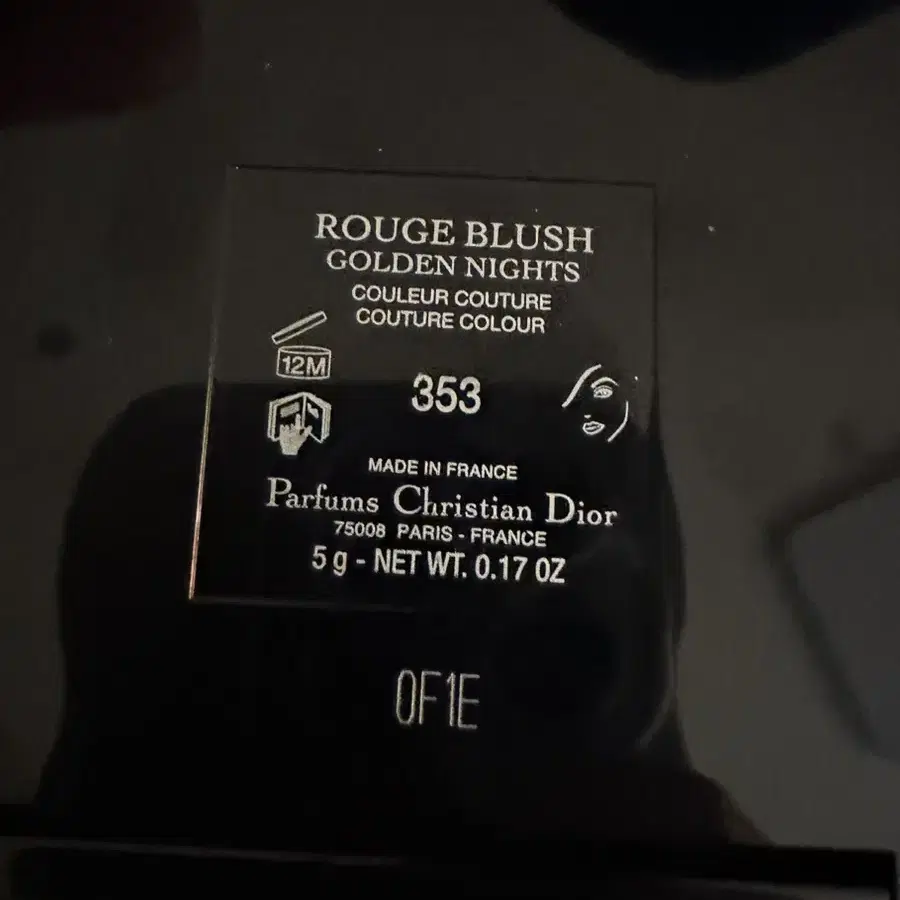 ROUGE BLUSH
GOLDEN NIGHTS
COULEUR COUTURE
COUTURE COLOUR
12M
353
MADE IN FRANCE
Parfums Christian Dior
75008 PARIS - FRANCE
5 g - NET WT. 0.17 OZ
0F1E